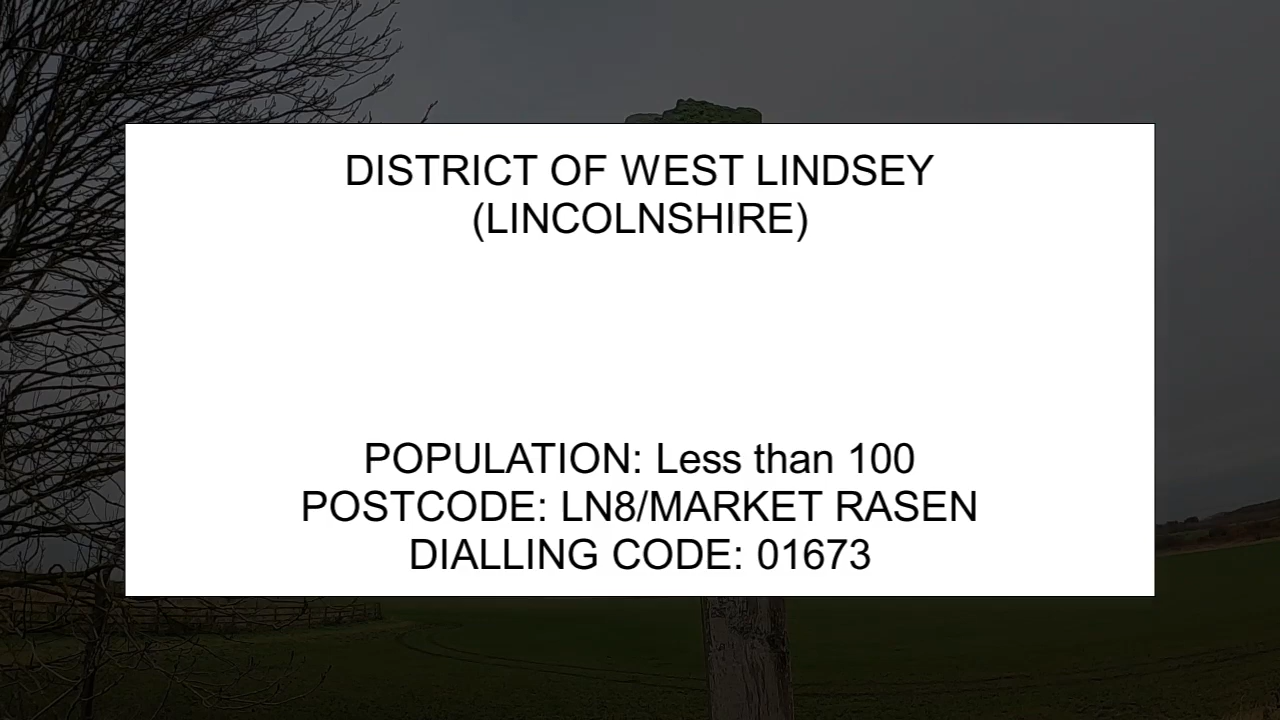 DISTRICT OF WEST LINDSEY
(LINCOLNSHIRE)
POPULATION: Less than 100
POSTCODE: LN8/MARKET RASEN
DIALLING CODE: 01673